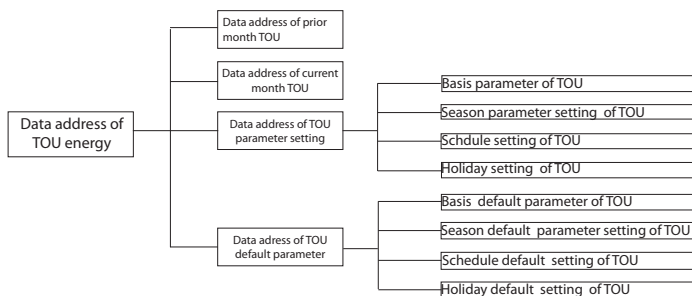 Data address of
TOU energy
Data address of prior
month TOU
Data address of current
month TOU
Data address of TOU
parameter setting
Basis parameter of TOU
Season parameter setting of TOU
Schdule setting of TOU
Holiday setting of TOU
Data adress of TOU
default parameter
Basis default parameter of TOU
Season default parameter setting of TOU
Schedule default setting of TOU
Holiday default setting of TOU